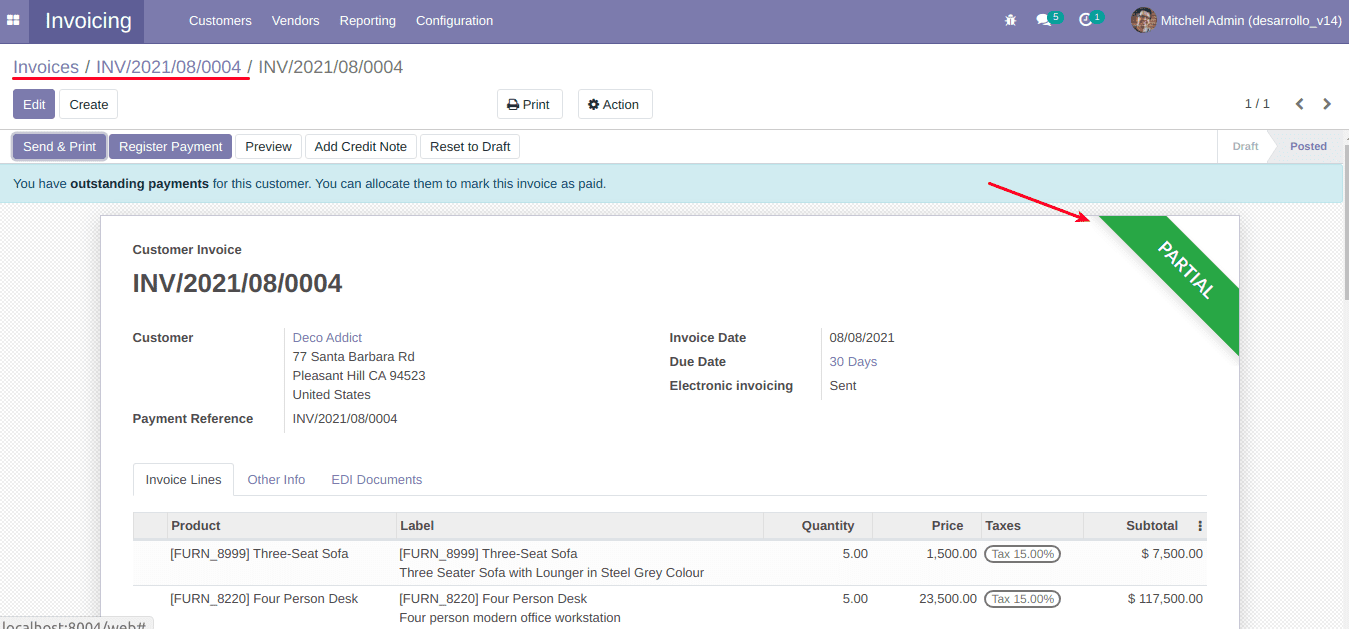 Invoicing Customers Vendors Reporting Configuration 5 1 Mitchell Admin (desarrollo_v14)
Invoices / INV/2021/08/0004 / INV/2021/08/0004
Edit Create Print Action 1 / 1
Send & Print Register Payment Preview Add Credit Note Reset to Draft Draft Posted
You have outstanding payments for this customer. You can allocate them to mark this invoice as paid.
PARTIAL
Customer Invoice
INV/2021/08/0004
Customer Deco Addict Invoice Date 08/08/2021
77 Santa Barbara Rd
Due Date 30 Days
Pleasant Hill CA 94523
Electronic invoicing Sent
United States
Payment Reference INV/2021/08/0004
Invoice Lines Other Info EDI Documents
Product Label Quantity Price Taxes Subtotal
[FURN_8999] Three-Seat Sofa [FURN_8999] Three-Seat Sofa 5.00 1,500.00 Tax 15.00% $ 7,500.00
Three Seater Sofa with Lounger in Steel Grey Colour
[FURN_8220] Four Person Desk [FURN_8220] Four Person Desk 5.00 23,500.00 Tax 15.00% $ 117,500.00
Four person modern office workstation
localhost:8004/web#